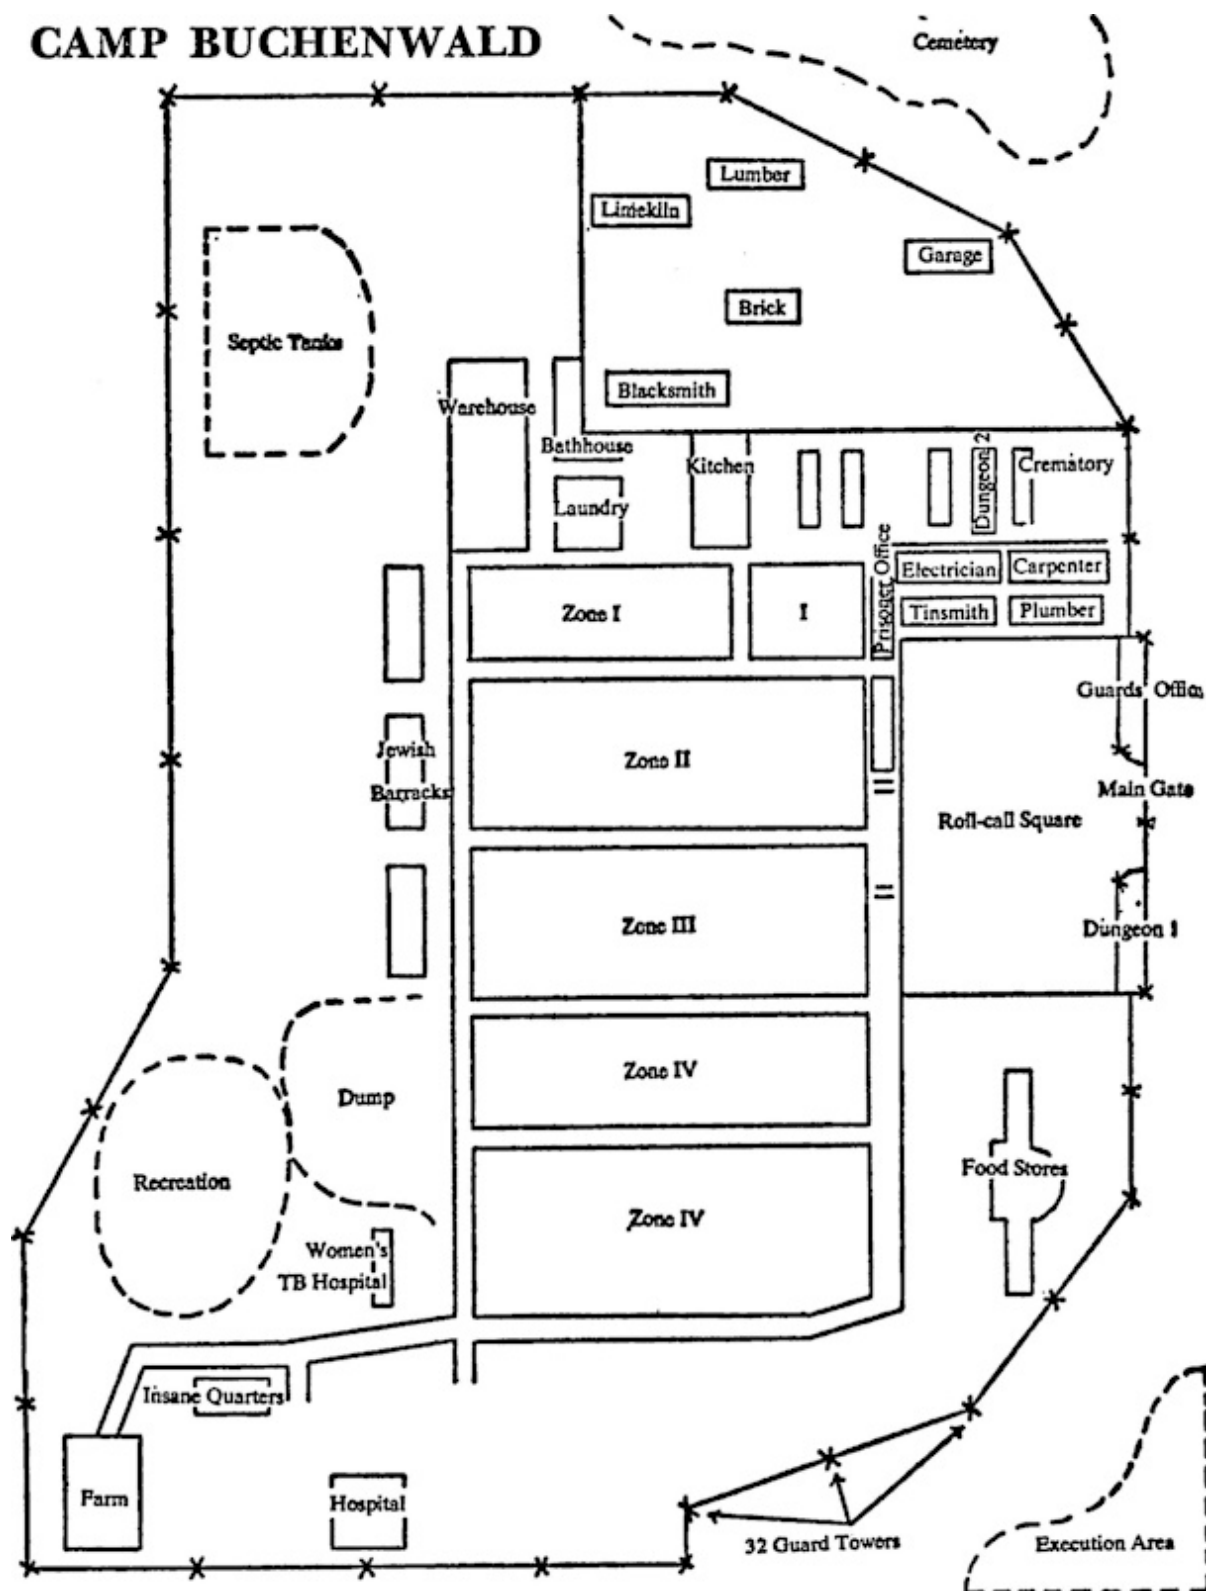 CAMP BUCHENWALD
Cemetery
Lumber
Limekiln
Garage
Brick
Septic Tanks
Blacksmith
Warehouse
Bathhouse
Kitchen
Dungeon 2
Crematory
Laundry
Prisoner Office
Electrician
Carpenter
Zone I
I
Tinsmith
Plumber
Guards' Office
Jewish
Barracks
Zone II
Main Gate
Roll-call Square
Zone III
Dungeon 1
Zone IV
Dump
Food Stores
Recreation
Zone IV
Women's
TB Hospital
Insane Quarters
Farm
Hospital
32 Guard Towers
Execution Area